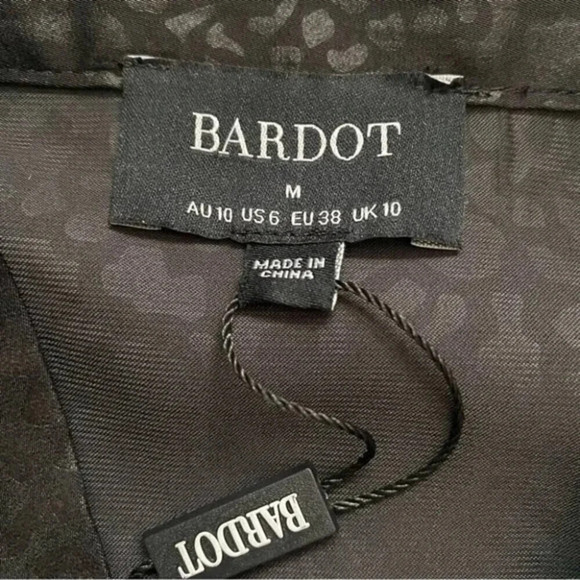 BARDOT
M
AU 10 US 6 EU 38 UK 10
MADE IN
CHINA
BARDOT